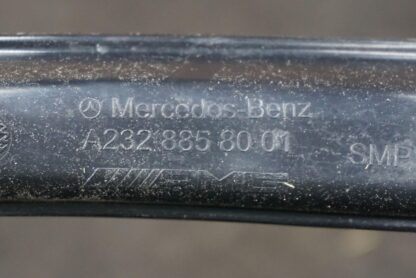 Mercedes-Benz
A232 885 80 01 SMP
AMG